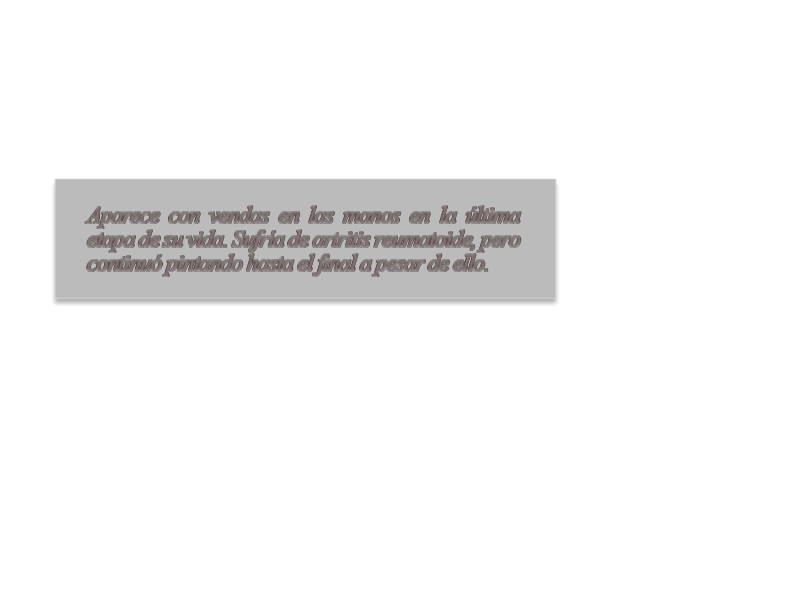 Aparece con vendas en las manos en la última
etapa de su vida. Sufría de artritis reumatoide, pero
continuó pintando hasta el final a pesar de ello.